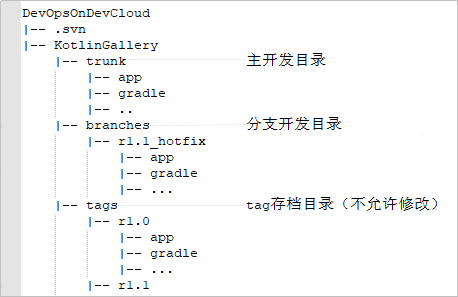 DevOpsOnDevCloud
|-- .svn
|-- KotlinGallery
|-- trunk 主开发目录
|-- app
|-- gradle
|-- ..
|-- branches 分支开发目录
|-- r1.1_hotfix
|-- app
|-- gradle
|-- ...
|-- tags tag存档目录（不允许修改）
|-- r1.0
|-- app
|-- gradle
|-- ...
|-- r1.1